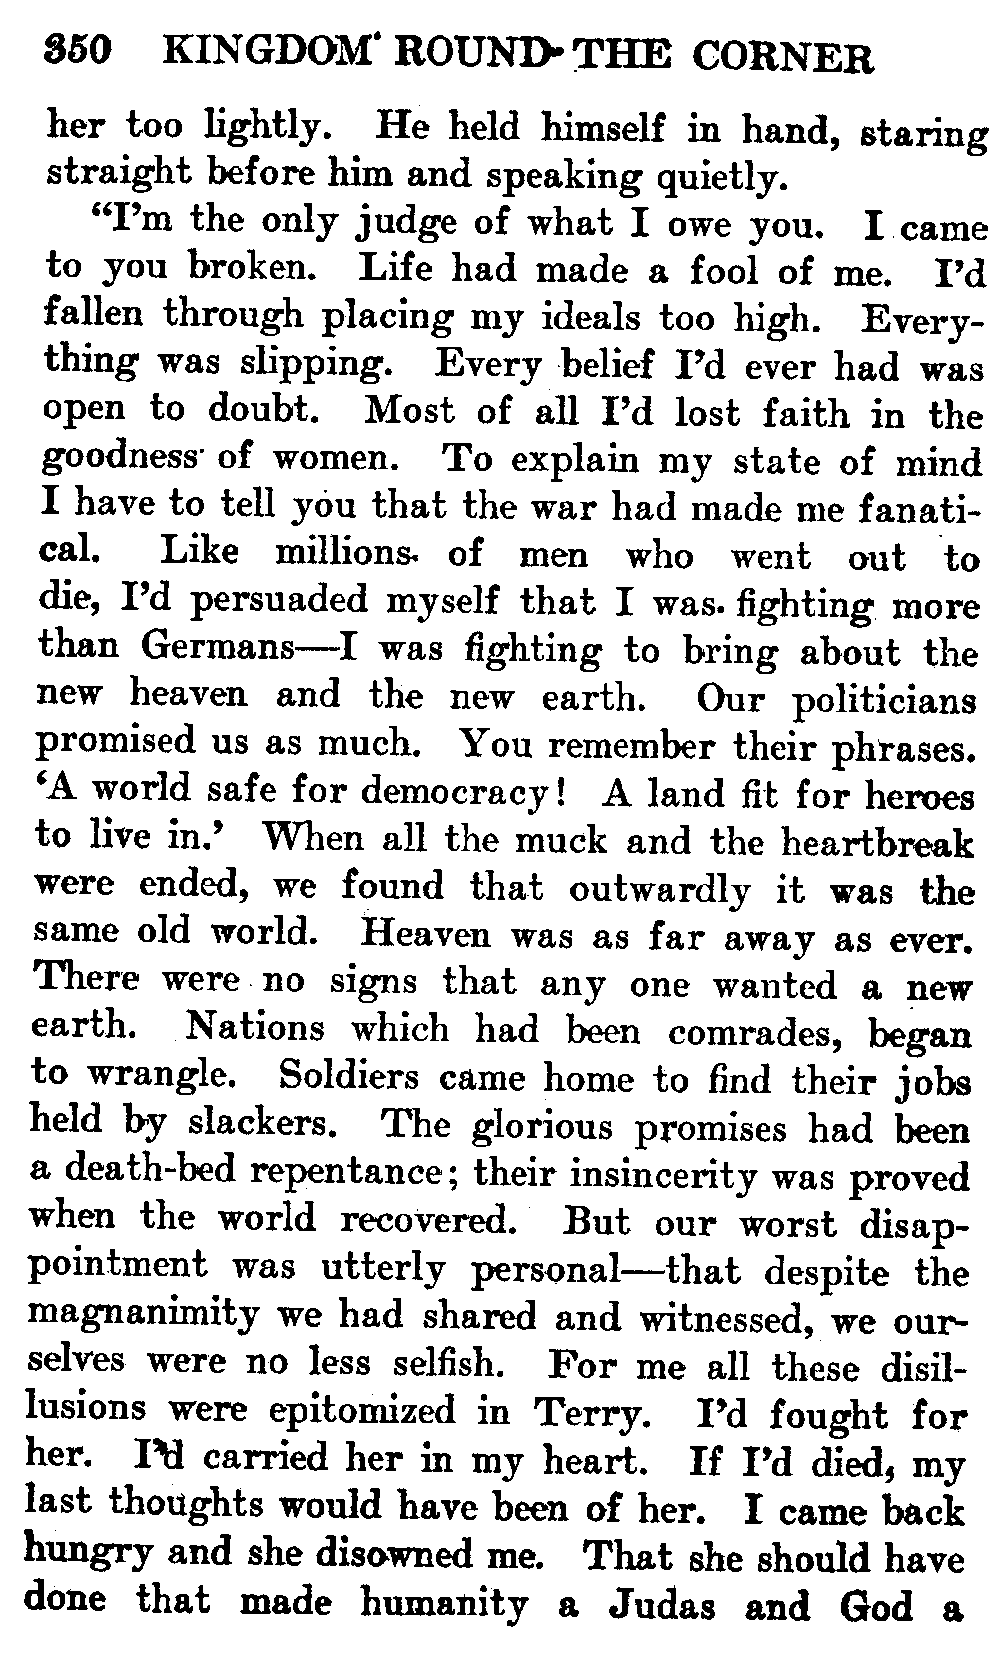 350 KINGDOM ROUND THE CORNER
her too lightly. He held himself in hand, staring
straight before him and speaking quietly.
“I’m the only judge of what I owe you. I came
to you broken. Life had made a fool of me. I’d
fallen through placing my ideals too high. Every-
thing was slipping. Every belief I’d ever had was
open to doubt. Most of all I’d lost faith in the
goodness of women. To explain my state of mind
I have to tell you that the war had made me fanati-
cal. Like millions of men who went out to
die, I’d persuaded myself that I was fighting more
than Germans—I was fighting to bring about the
new heaven and the new earth. Our politicians
promised us as much. You remember their phrases.
‘A world safe for democracy! A land fit for heroes
to live in.’ When all the muck and the heartbreak
were ended, we found that outwardly it was the
same old world. Heaven was as far away as ever.
There were no signs that any one wanted a new
earth. Nations which had been comrades, began
to wrangle. Soldiers came home to find their jobs
held by slackers. The glorious promises had been
a death-bed repentance; their insincerity was proved
when the world recovered. But our worst disap-
pointment was utterly personal—that despite the
magnanimity we had shared and witnessed, we our-
selves were no less selfish. For me all these disil-
lusions were epitomized in Terry. I’d fought for
her. I’d carried her in my heart. If I’d died, my
last thoughts would have been of her. I came back
hungry and she disowned me. That she should have
done that made humanity a Judas and God a